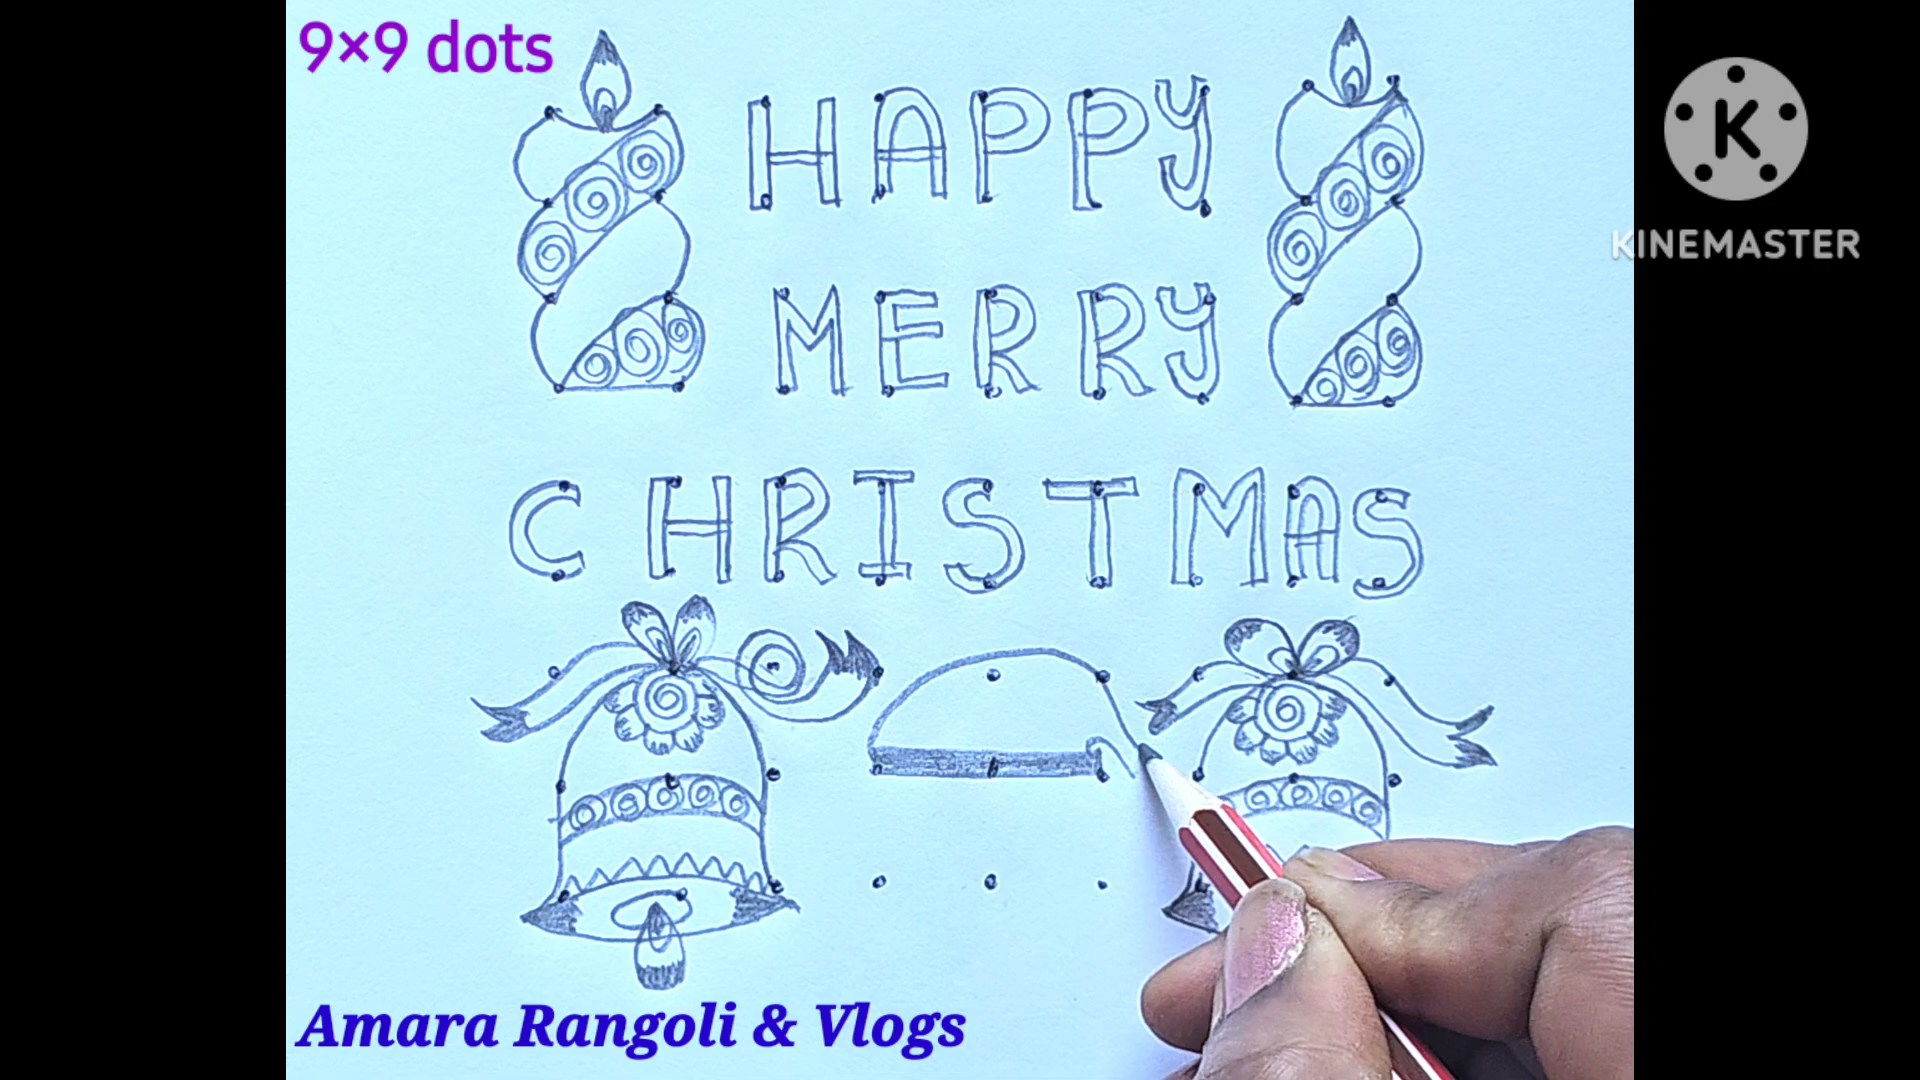 9×9 dots
HAPPY
MERRY
CHRISTMAS
Amara Rangoli & Vlogs
K
KINEMASTER